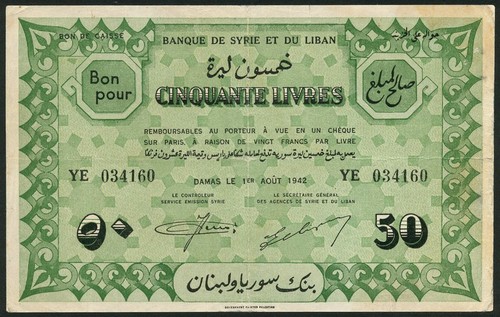 BON DE CAISSE
BANQUE DE SYRIE ET DU LIBAN
Bon pour
خمسون ليرة
صالح لمبلغ
CINQUANTE LIVRES
REMBOURSABLES AU PORTEUR À VUE EN UN CHÈQUE
SUR PARIS, À RAISON DE VINGT FRANCS PAR LIVRE
YE 034160
DAMAS LE 1ER AOÛT 1942
YE 034160
LE CONTROLEUR
SERVICE EMISSION SYRIE
LE SECRÉTAIRE GÉNÉRAL
DES AGENCES DE SYRIE ET DU LIBAN
٥٠
50
بنك سوريا ولبنان